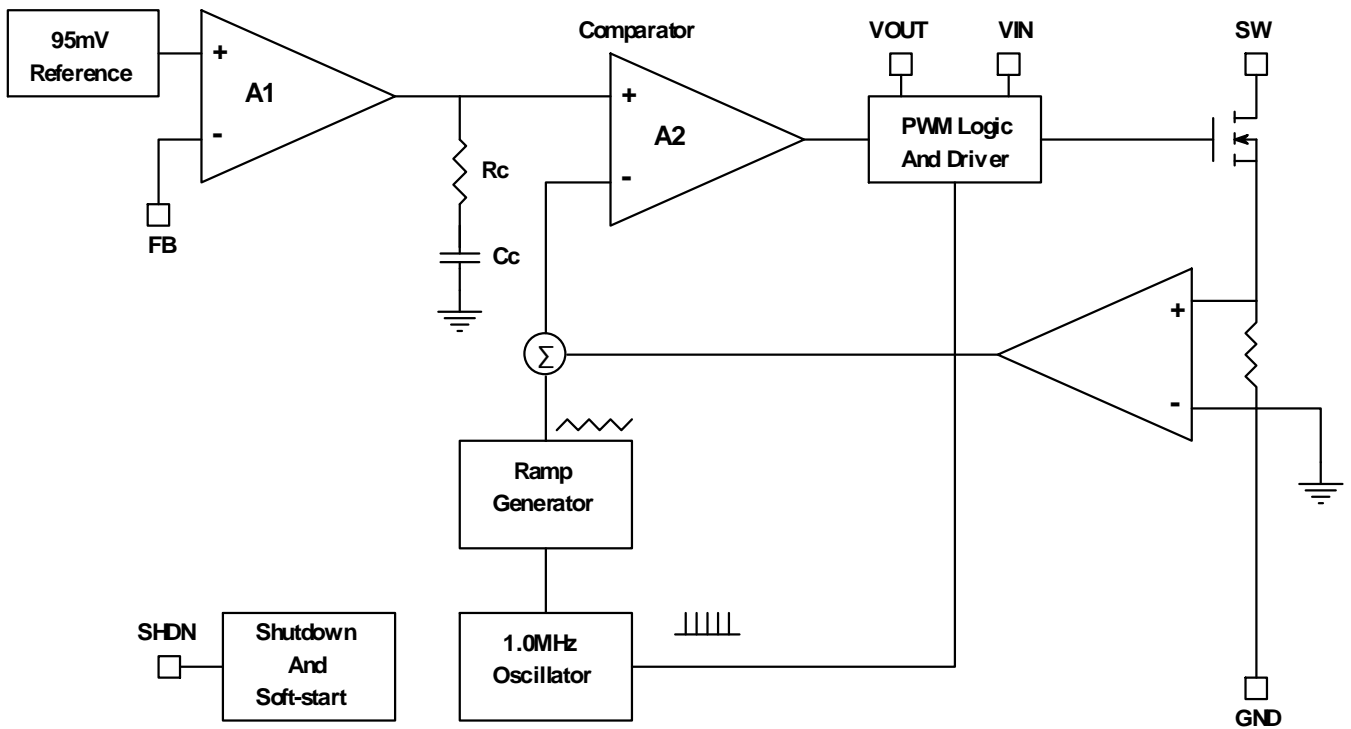 95mV
Reference
+
-
A1
FB
Rc
Cc
Comparator
+
-
A2
VOUT
VIN
PWM Logic
And Driver
SW
+
-
Σ
Ramp
Generator
1.0MHz
Oscillator
SHDN
Shutdown
And
Soft-start
GND